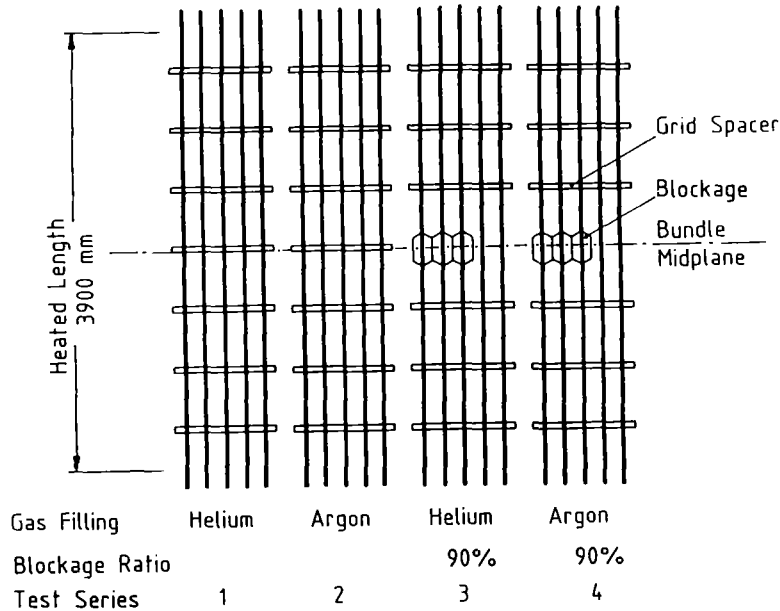 Grid Spacer
Blockage
Bundle
Midplane
Heated Length
3900 mm
Gas Filling Helium Argon Helium Argon
Blockage Ratio 90% 90%
Test Series 1 2 3 4